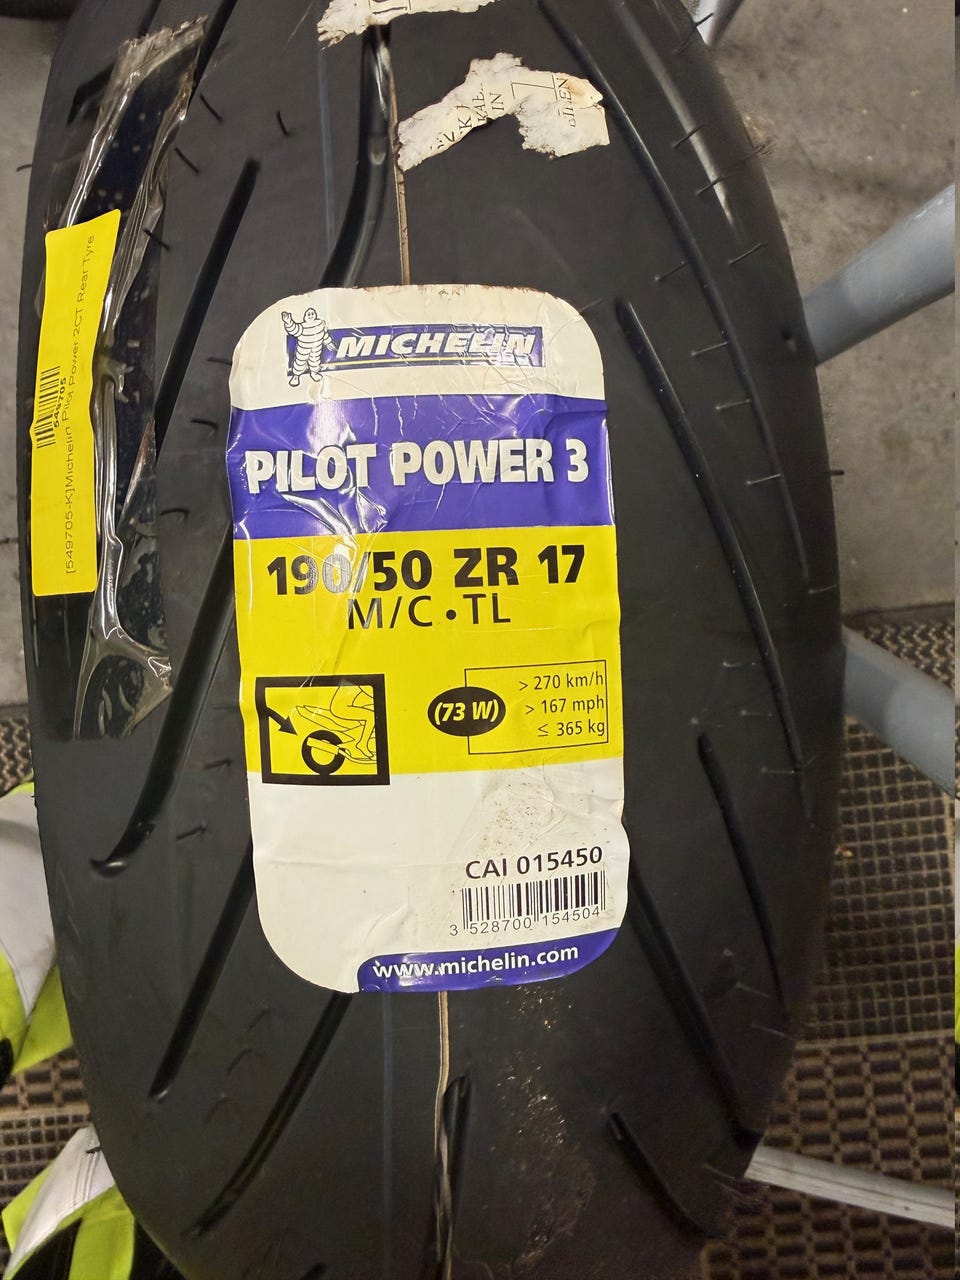 [549705-K]Michelin Pilot Power 2CT Rear Tyre
549705
MICHELIN
PILOT POWER 3
190/50 ZR 17
M/C • TL
(73 W)
> 270 km/h
> 167 mph
≤ 365 kg
CAI 015450
3 528700 154504
www.michelin.com